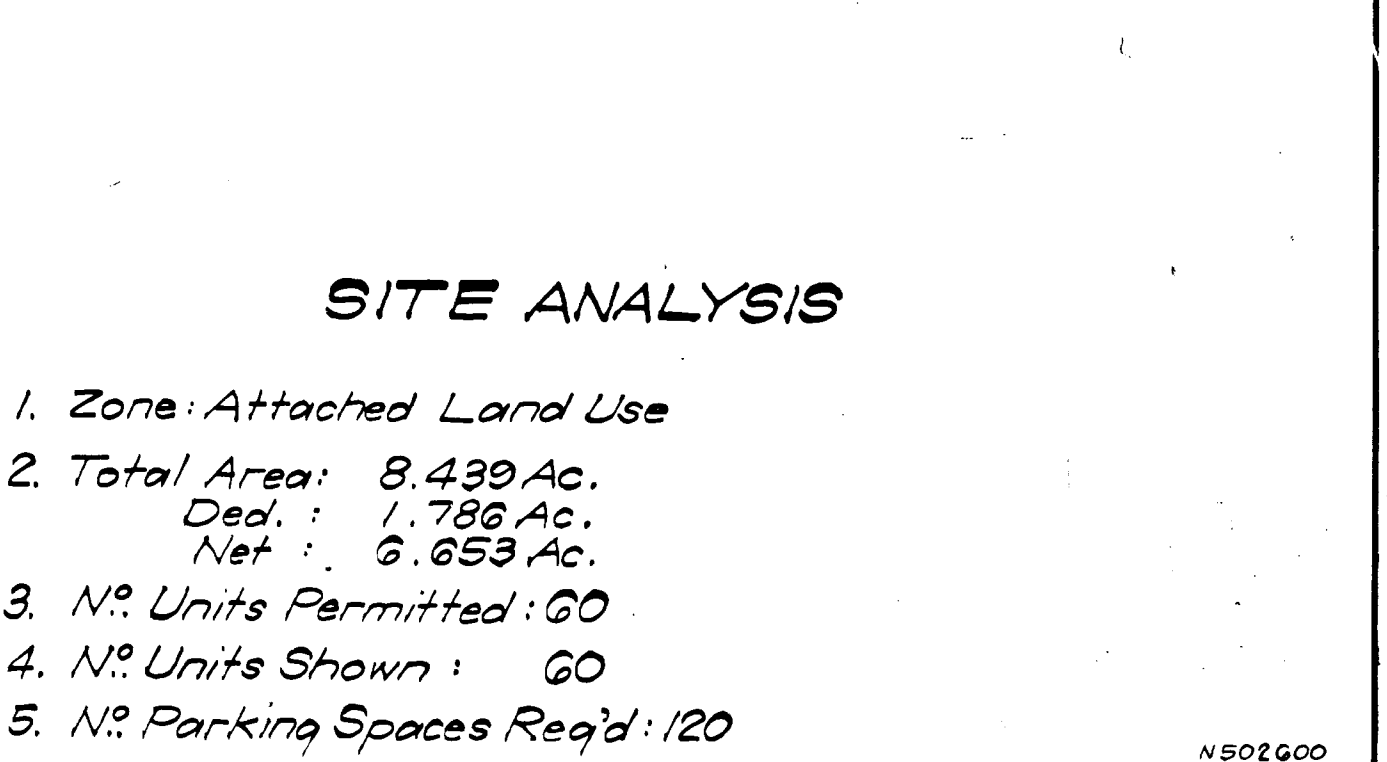 SITE ANALYSIS
1. Zone: Attached Land Use
2. Total Area: 8.439 Ac.
Ded. : 1.786 Ac.
Net : 6.653 Ac.
3. Nº. Units Permitted: 60
4. Nº. Units Shown : 60
5. Nº. Parking Spaces Req'd: 120
N502600